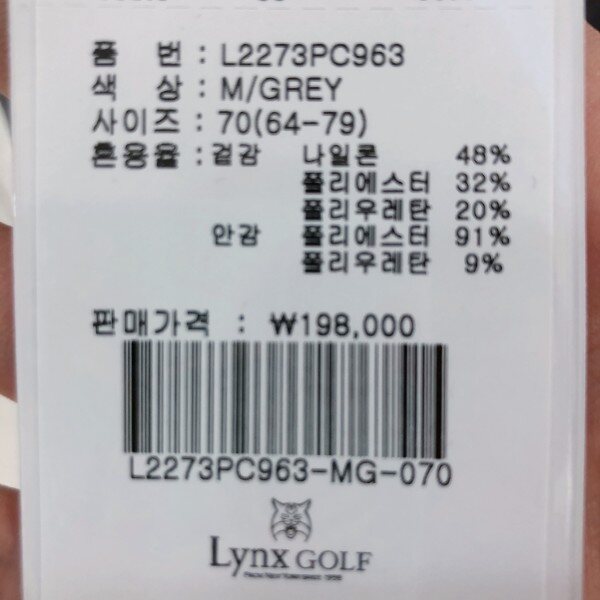 품 번 : L2273PC963
색 상 : M/GREY
사이즈 : 70(64-79)
혼용율 : 겉감 나일론 48%
폴리에스터 32%
폴리우레탄 20%
안감 폴리에스터 91%
폴리우레탄 9%
판매가격 : ₩198,000
L2273PC963-MG-070
Lynx GOLF